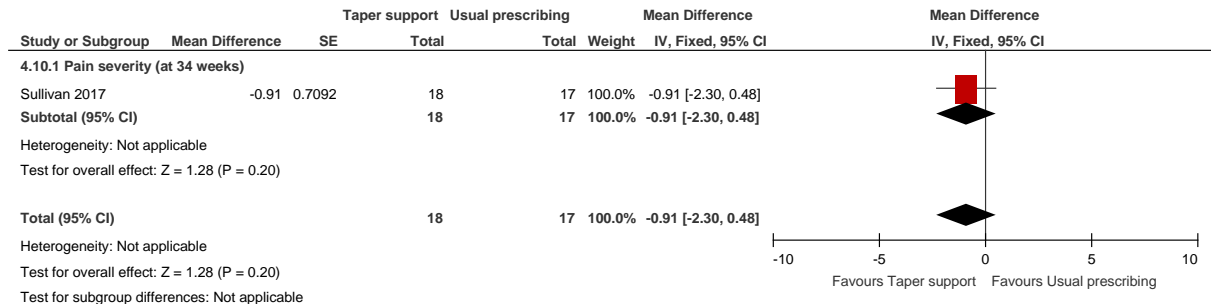 Taper support Usual prescribing Mean Difference Mean Difference
Study or Subgroup Mean Difference SE Total Total Weight IV, Fixed, 95% CI IV, Fixed, 95% CI
4.10.1 Pain severity (at 34 weeks)
Sullivan 2017 -0.91 0.7092 18 17 100.0% -0.91 [-2.30, 0.48]
Subtotal (95% CI) 18 17 100.0% -0.91 [-2.30, 0.48]
Heterogeneity: Not applicable
Test for overall effect: Z = 1.28 (P = 0.20)
Total (95% CI) 18 17 100.0% -0.91 [-2.30, 0.48]
Heterogeneity: Not applicable
Test for overall effect: Z = 1.28 (P = 0.20)
Test for subgroup differences: Not applicable
-10 -5 0 5 10
Favours Taper support Favours Usual prescribing